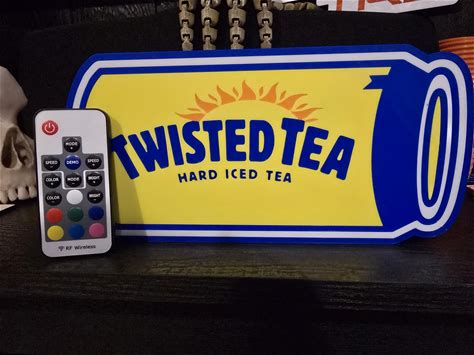 TWISTED TEA
HARD ICED TEA
MODE
SPEED
DEMO
SPEED
COLOR
MODE
BRIGHT
COLOR
BRIGHT
RF Wireless